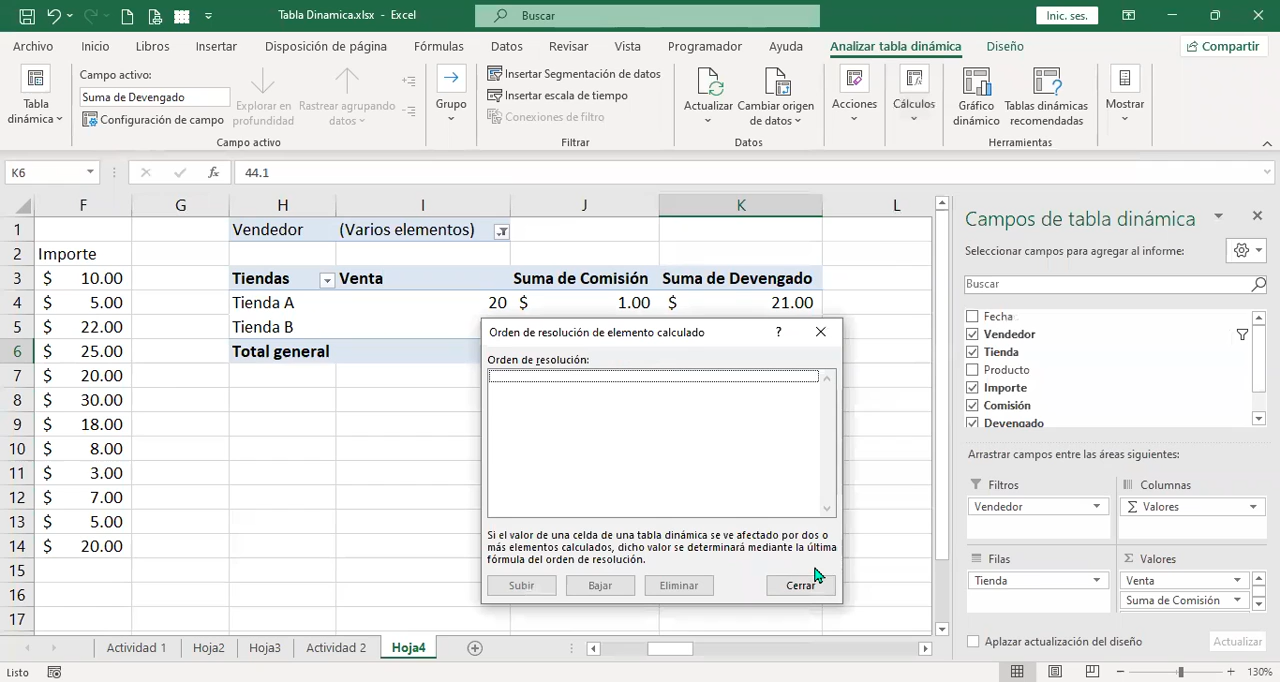 Tabla Dinamica.xlsx - Excel
Buscar
Inic. ses.
Archivo Inicio Libros Insertar Disposición de página Fórmulas Datos Revisar Vista Programador Ayuda Analizar tabla dinámica Diseño Compartir
Tabla dinámica
Campo activo:
Suma de Devengado
Configuración de campo
Explorar en profundidad
Rastrear agrupando datos
Campo activo
Grupo
Insertar Segmentación de datos
Insertar escala de tiempo
Conexiones de filtro
Filtrar
Actualizar
Cambiar origen de datos
Datos
Acciones
Cálculos
Gráfico dinámico
Tablas dinámicas recomendadas
Herramientas
Mostrar
K6 fx 44.1
F G H I J K L
1 Vendedor (Varios elementos)
2 Importe
3 $ 10.00 Tiendas Venta Suma de Comisión Suma de Devengado
4 $ 5.00 Tienda A 20 $ 1.00 $ 21.00
5 $ 22.00 Tienda B
6 $ 25.00 Total general
7 $ 20.00
8 $ 30.00
9 $ 18.00
10 $ 8.00
11 $ 3.00
12 $ 7.00
13 $ 5.00
14 $ 20.00
15
16
17
Orden de resolución de elemento calculado ?
Orden de resolución:
Si el valor de una celda de una tabla dinámica se ve afectado por dos o
más elementos calculados, dicho valor se determinará mediante la última
fórmula del orden de resolución.
Subir Bajar Eliminar Cerrar
Campos de tabla dinámica
Seleccionar campos para agregar al informe:
Buscar
Fecha
Vendedor
Tienda
Producto
Importe
Comisión
Devengado
Arrastrar campos entre las áreas siguientes:
Filtros Columnas
Vendedor Σ Valores
Filas Σ Valores
Tienda Venta
Suma de Comisión
Aplazar actualización del diseño Actualizar
Actividad 1 Hoja2 Hoja3 Actividad 2 Hoja4
Listo 130%